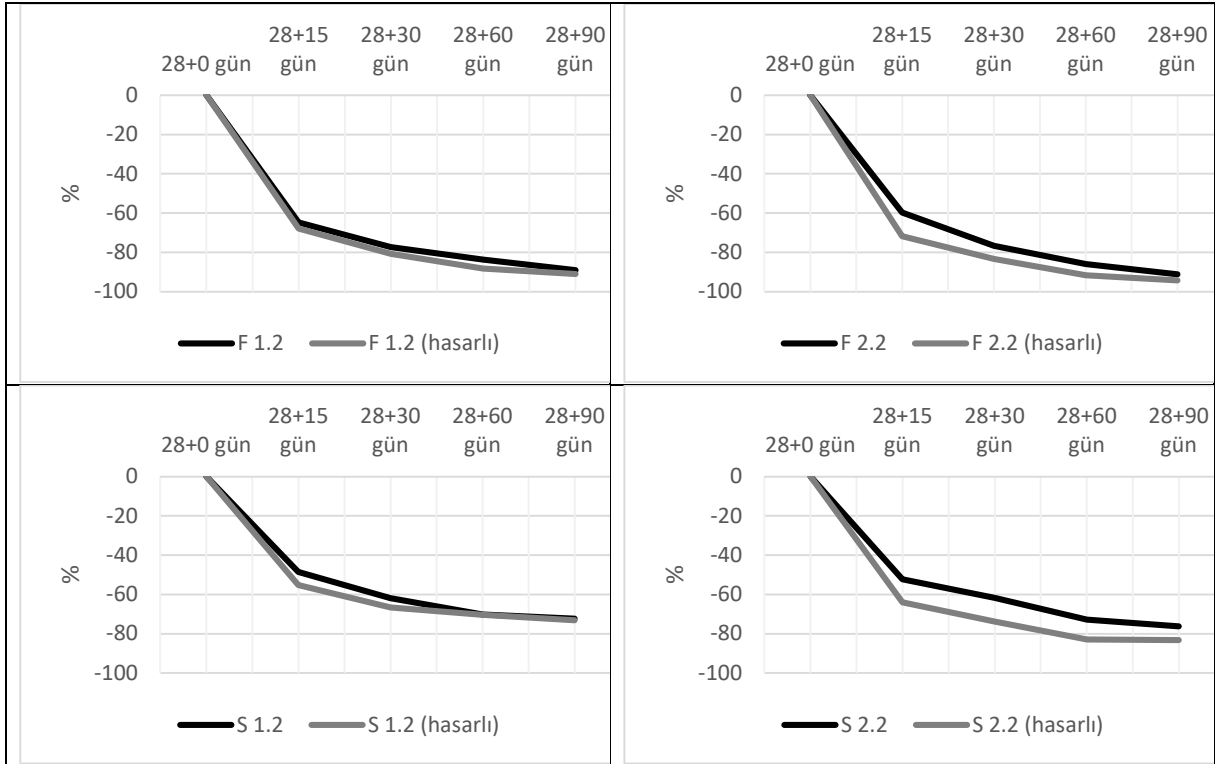 28+0 gün
28+15 gün
28+30 gün
28+60 gün
28+90 gün
0
-20
-40
-60
-80
-100
%
F 1.2
F 1.2 (hasarlı)
28+0 gün
28+15 gün
28+30 gün
28+60 gün
28+90 gün
0
-20
-40
-60
-80
-100
%
F 2.2
F 2.2 (hasarlı)
28+0 gün
28+15 gün
28+30 gün
28+60 gün
28+90 gün
0
-20
-40
-60
-80
-100
%
S 1.2
S 1.2 (hasarlı)
28+0 gün
28+15 gün
28+30 gün
28+60 gün
28+90 gün
0
-20
-40
-60
-80
-100
%
S 2.2
S 2.2 (hasarlı)